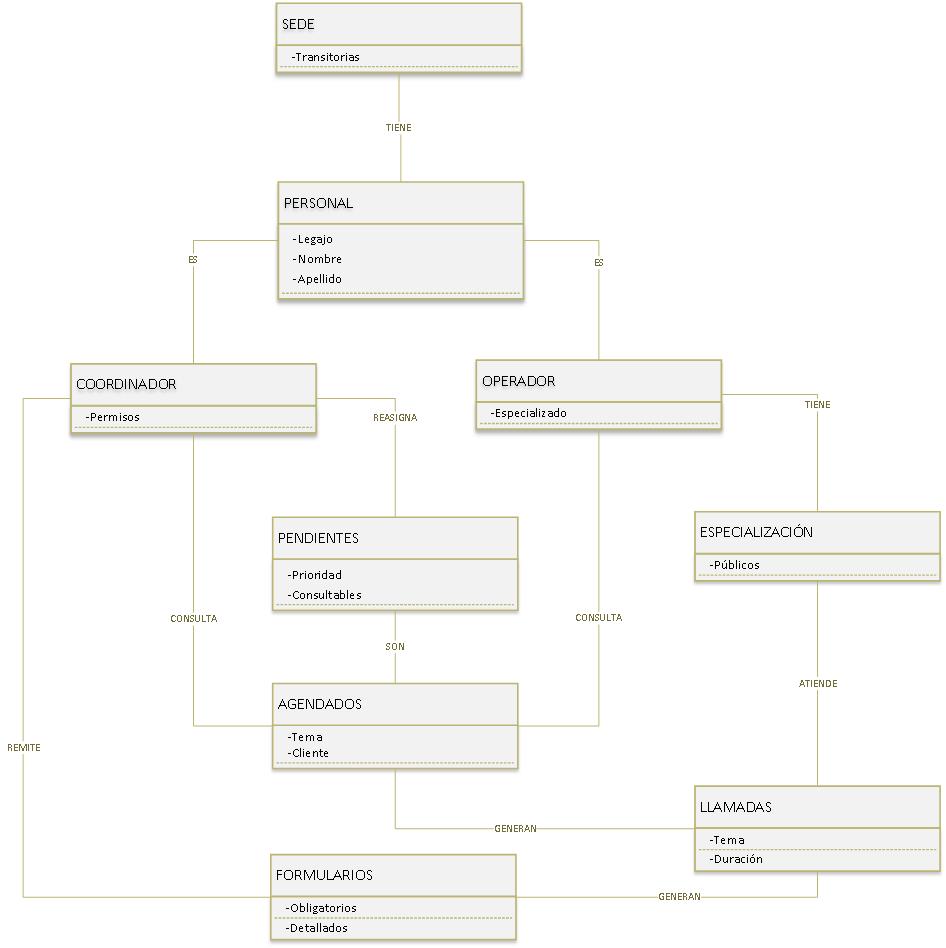 SEDE
-Transitorias
TIENE
PERSONAL
-Legajo
-Nombre
-Apellido
ES
ES
COORDINADOR
-Permisos
OPERADOR
-Especializado
REASIGNA
TIENE
PENDIENTES
-Prioridad
-Consultables
ESPECIALIZACIÓN
-Públicos
CONSULTA
CONSULTA
SON
ATIENDE
AGENDADOS
-Tema
-Cliente
REMITE
LLAMADAS
-Tema
-Duración
GENERAN
FORMULARIOS
-Obligatorios
-Detallados
GENERAN